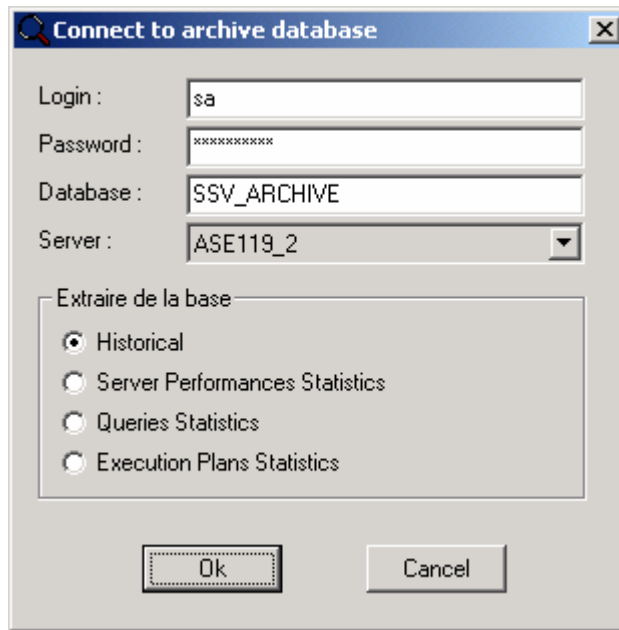 Connect to archive database
Login : sa
Password : **********
Database : SSV_ARCHIVE
Server : ASE119_2
Extraire de la base
Historical
Server Performances Statistics
Queries Statistics
Execution Plans Statistics
Ok Cancel